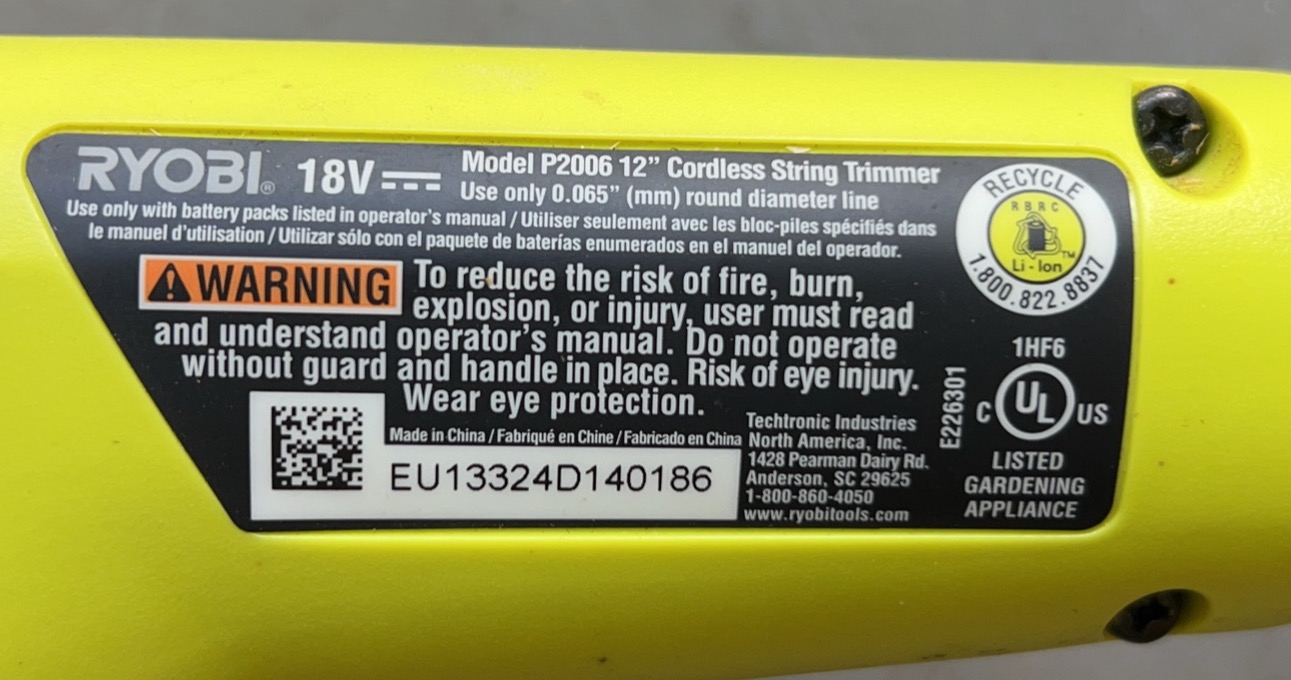 RYOBI® 18V
Model P2006 12” Cordless String Trimmer
Use only 0.065” (mm) round diameter line
Use only with battery packs listed in operator's manual / Utiliser seulement avec les bloc-piles spécifiés dans
le manuel d'utilisation / Utilizar sólo con el paquete de baterías enumerados en el manual del operador.
WARNING To reduce the risk of fire, burn,
explosion, or injury, user must read
and understand operator's manual. Do not operate
without guard and handle in place. Risk of eye injury.
Wear eye protection.
Made in China / Fabriqué en Chine / Fabricado en China
EU13324D140186
Techtronic Industries
North America, Inc.
1428 Pearman Dairy Rd.
Anderson, SC 29625
1-800-860-4050
www.ryobitools.com
RECYCLE
RBRC
TM
Li-Ion
1.800.822.8837
E226301
1HF6
C UL US
LISTED
GARDENING
APPLIANCE